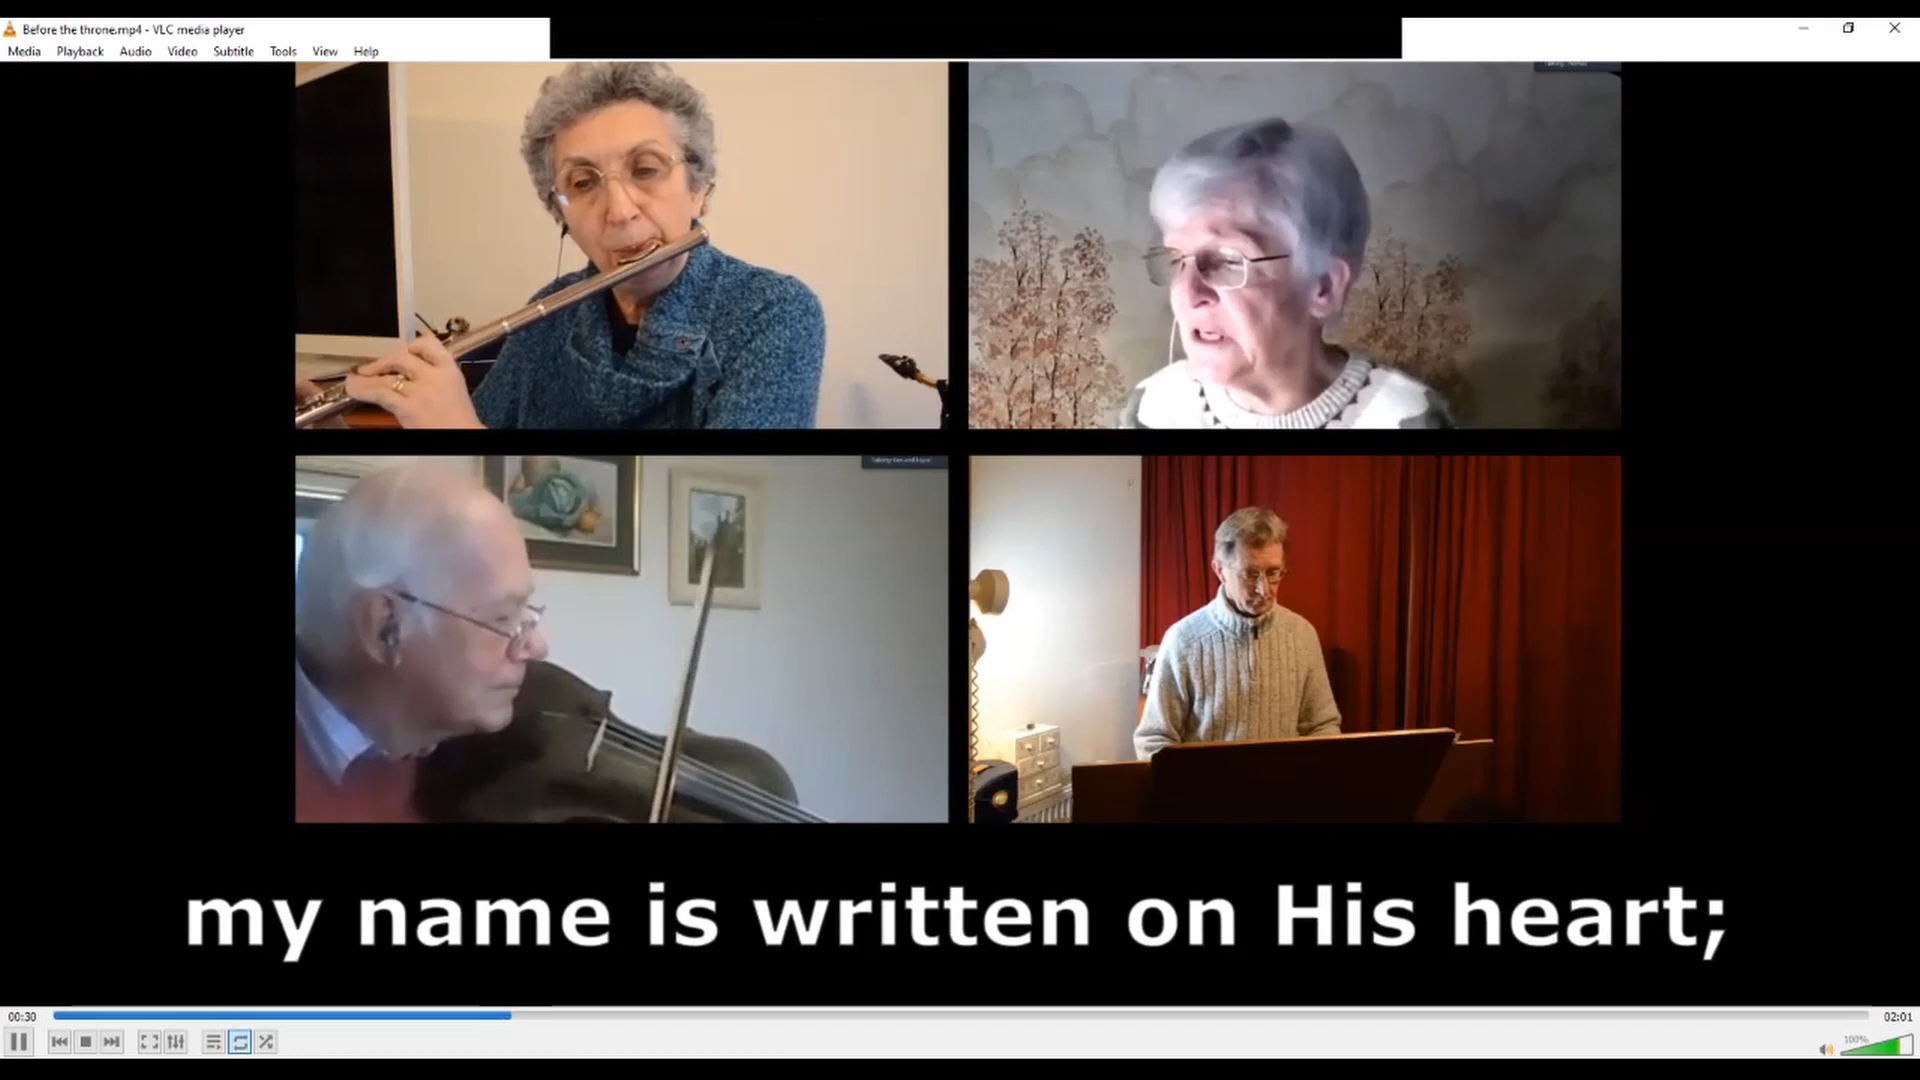 Before the throne.mp4 - VLC media player
Media Playback Audio Video Subtitle Tools View Help
my name is written on His heart;
00:30
02:01
100%